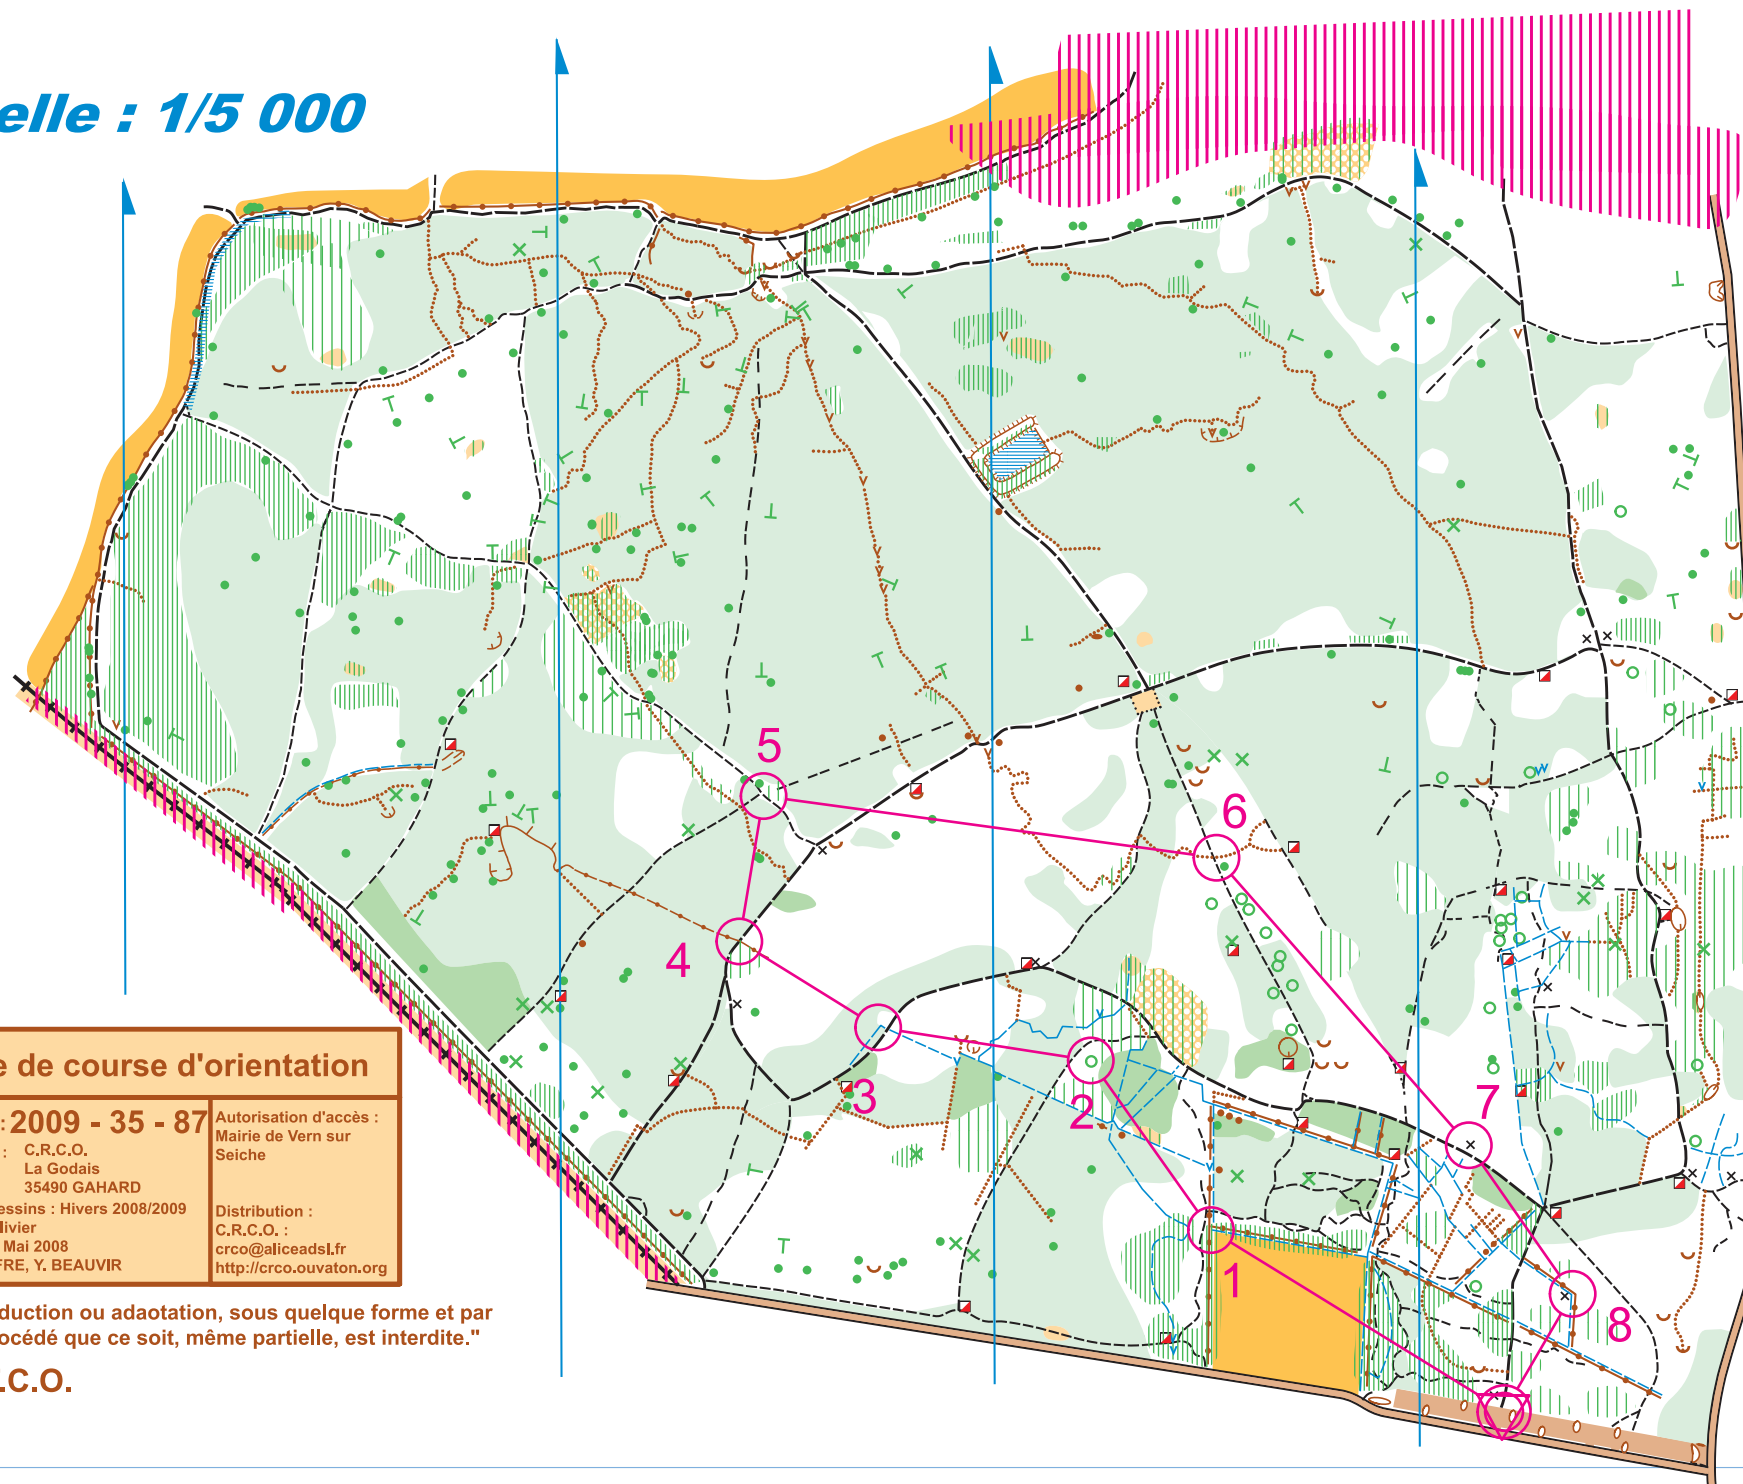 elle : 1/5 000
5
6
4
3
2
7
1
8
e de course d'orientation
: 2009 - 35 - 87
: C.R.C.O.
La Godais
35490 GAHARD
essins : Hivers 2008/2009
livier
Mai 2008
FRE, Y. BEAUVIR
Autorisation d'accès :
Mairie de Vern sur
Seiche
Distribution :
C.R.C.O. :
crco@aliceadsl.fr
http://crco.ouvaton.org
duction ou adaotation, sous quelque forme et par
océdé que ce soit, même partielle, est interdite."
.C.O.